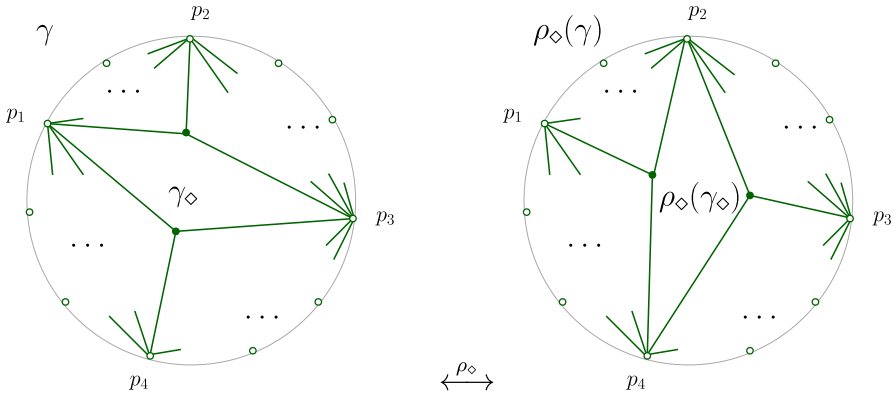 γ
p₂
p₁
. . .
. . .
γ⋄
p₃
. . .
. . .
p₄
ρ⋄
⟷
ρ⋄(γ)
p₂
p₁
. . .
. . .
ρ⋄(γ⋄)
p₃
. . .
. . .
p₄